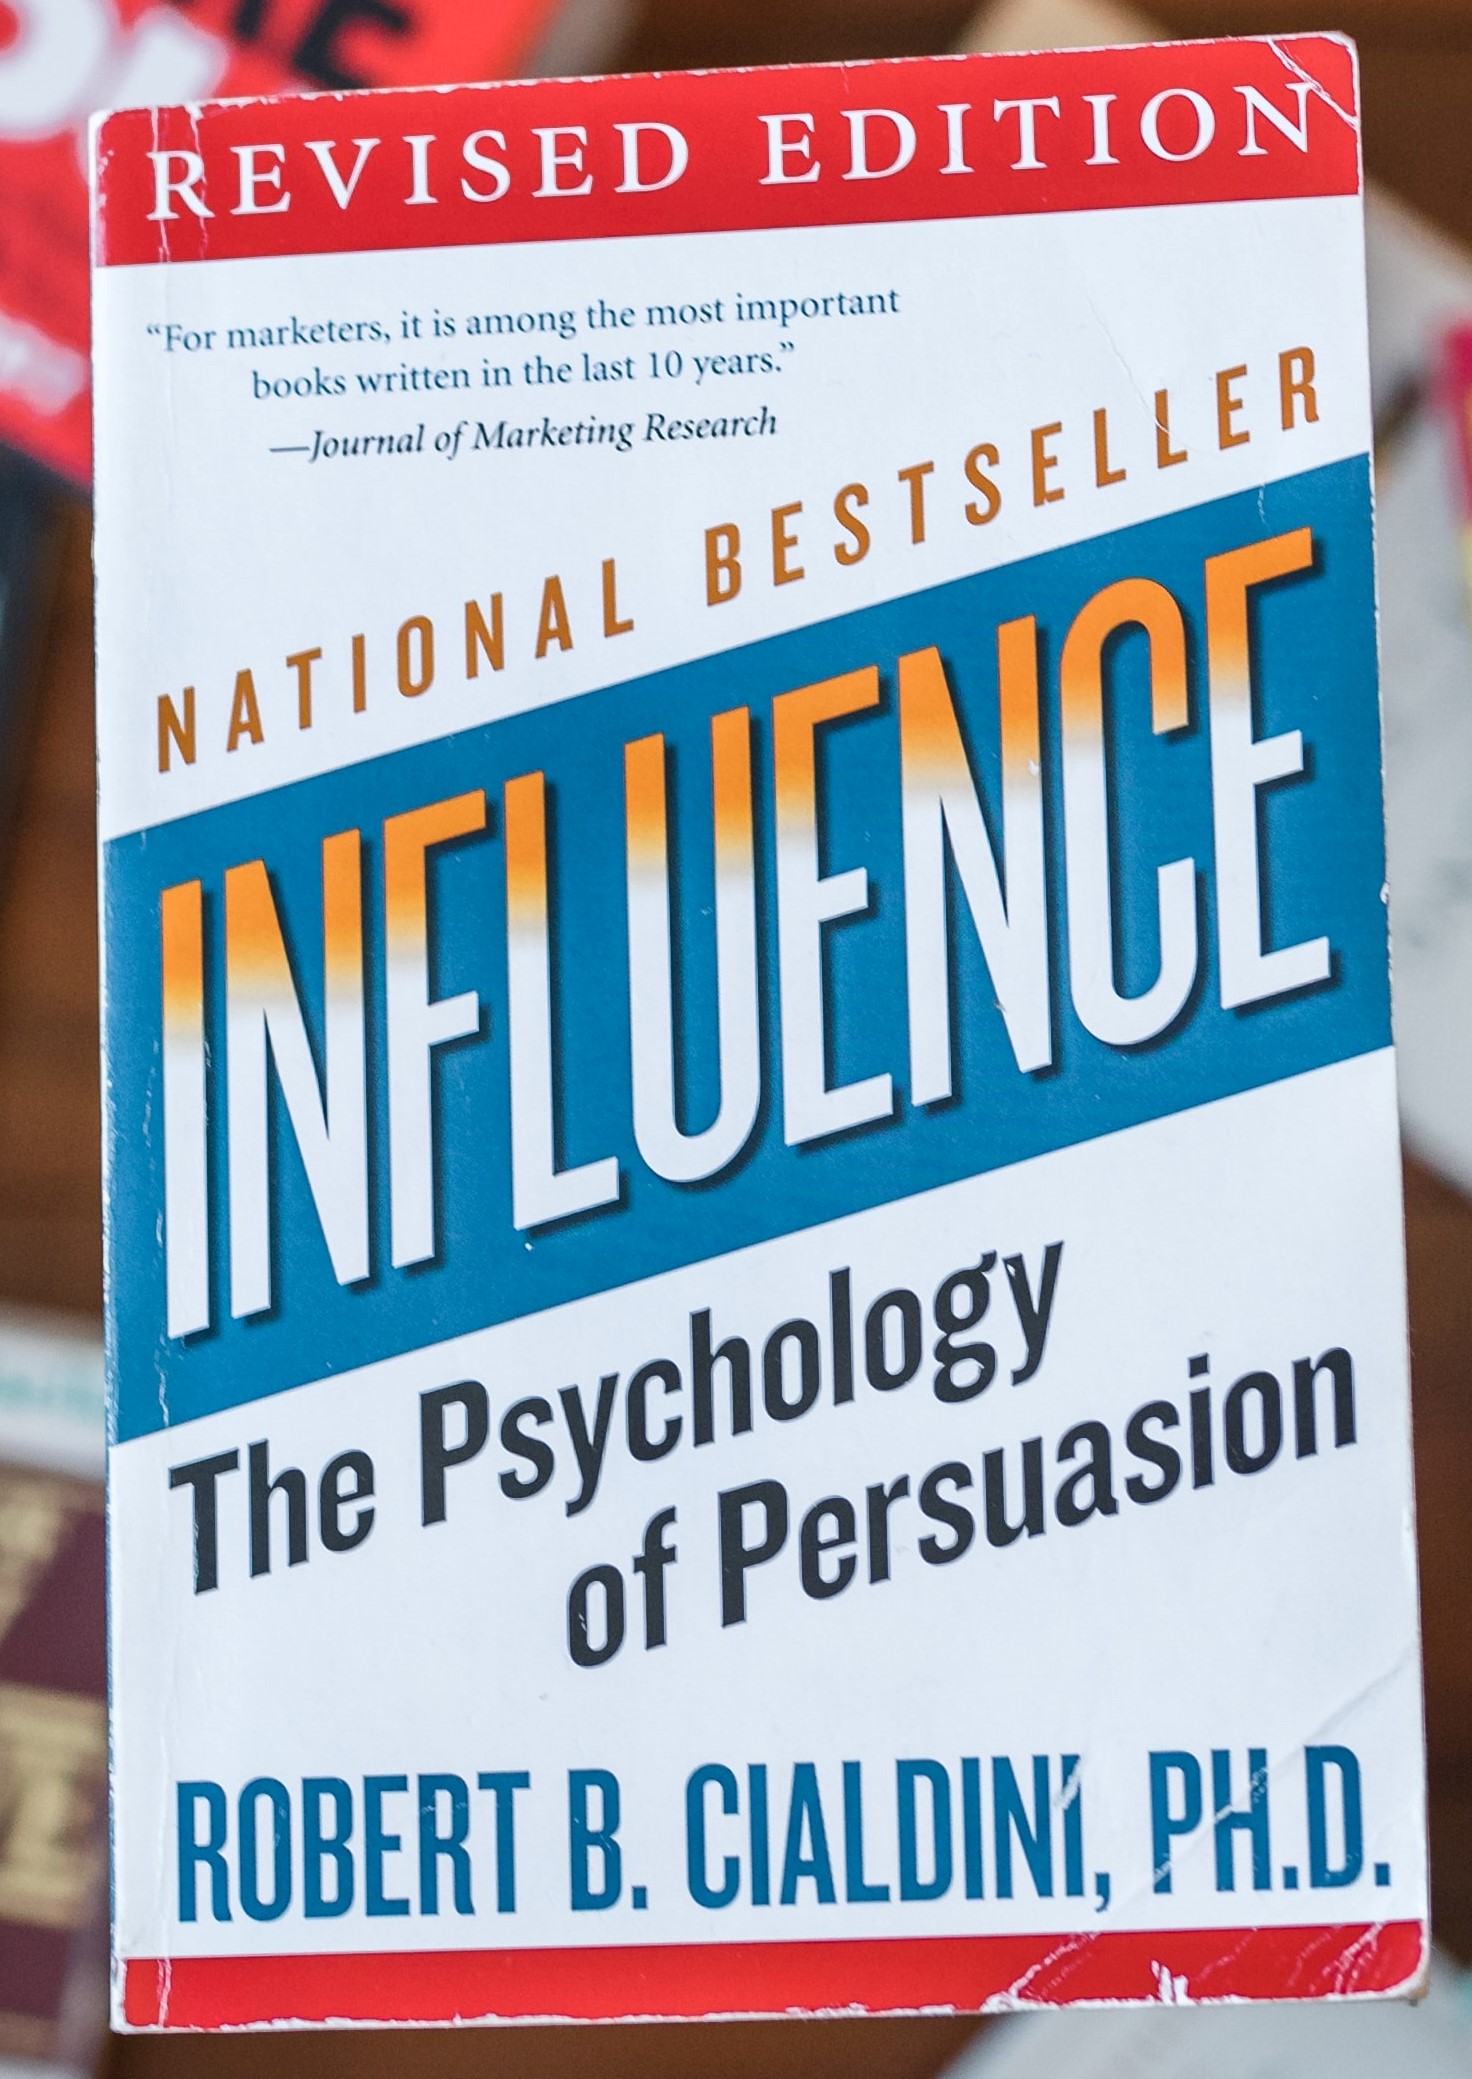 REVISED EDITION
“For marketers, it is among the most important
books written in the last 10 years.”
—Journal of Marketing Research
NATIONAL BESTSELLER
INFLUENCE
The Psychology
of Persuasion
ROBERT B. CIALDINI, PH.D.